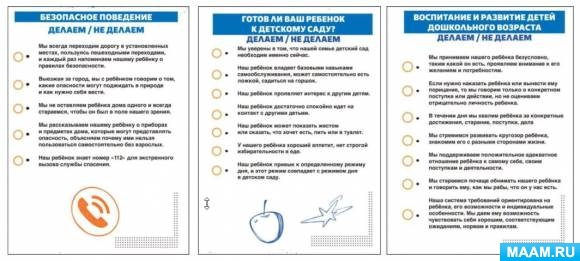 БЕЗОПАСНОЕ ПОВЕДЕНИЕ
ДЕЛАЕМ / НЕ ДЕЛАЕМ
Мы всегда переходим дорогу в установленных
местах, пользуясь пешеходными переходами,
и каждый раз напоминаем нашему ребёнку о
правилах безопасности.
Выезжая за город, мы с ребёнком говорим о том,
какие опасности могут поджидать в природе
и как нужно себя вести.
Мы не оставляем ребёнка дома одного и всегда
стараемся, чтобы он был в поле нашего зрения.
Мы рассказываем нашему ребёнку о приборах
и предметах дома, которые могут представлять
опасность, объясняем почему ими нельзя
пользоваться самостоятельно без взрослых.
Наш ребёнок знает номер «112» для экстренного
вызова службы спасения.
ГОТОВ ЛИ ВАШ РЕБЕНОК
К ДЕТСКОМУ САДУ?
ДЕЛАЕМ / НЕ ДЕЛАЕМ
Мы уверены в том, что нашей семье детский сад
необходим именно сейчас.
Наш ребёнок владеет базовыми навыками
самообслуживания, может самостоятельно есть
ложкой, садиться на горшок.
Наш ребёнок проявляет интерес к другим детям.
Наш ребёнок достаточно спокойно идет на
контакт с другими детьми.
Наш ребёнок может показать жестом
или сказать, что хочет есть, пить или в туалет.
У нашего ребёнка хороший аппетит, нет строгой
избирательности в еде.
Наш ребёнок привык к определенному режиму
дня, и этот режим совпадает с режимом дня
в детском саду.
ВОСПИТАНИЕ И РАЗВИТИЕ ДЕТЕЙ
ДОШКОЛЬНОГО ВОЗРАСТА
ДЕЛАЕМ / НЕ ДЕЛАЕМ
Мы принимаем нашего ребёнка безусловно,
таким какой он есть, проявляем внимание к его
желаниям и потребностям.
Если нужно наказать ребёнка или вынести ему
порицание, то мы говорим только о конкретном
поступке или действии, но не оцениваем
отрицательно личность ребёнка.
В течении дня мы хвалим ребёнка за конкретные
достижения, старание, поступки, дела
Мы стремимся развивать кругозор ребёнка,
знакомим его с разными сторонами жизни.
Мы поддерживаем положительное адекватное
отношение ребёнка к самому себе, своим
поступкам и деятельности.
Мы стараемся почаще обнимать нашего ребёнка
и говорить ему, как мы рады, что он у нас есть.
Наша система требований ориентирована на
ребёнка, его возможности и индивидуальные
особенности. Мы даем ему возможность
чувствовать себя хорошим, соответствующим
ожиданиям, нормам и правилам.
MAAM.RU